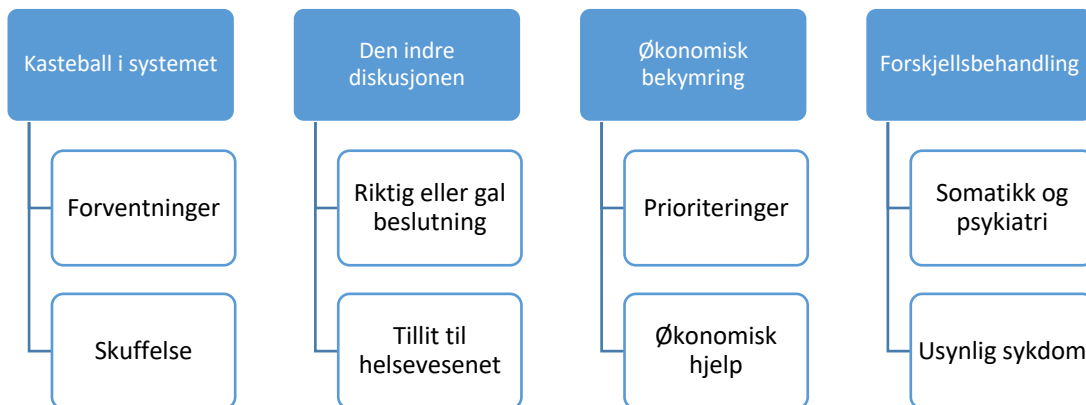 Kasteball i systemet
Den indre
diskusjonen
Økonomisk
bekymring
Forskjellsbehandling
Forventninger
Riktig eller gal
beslutning
Prioriteringer
Somatikk og
psykiatri
Skuffelse
Tillit til
helsevesenet
Økonomisk
hjelp
Usynlig sykdom